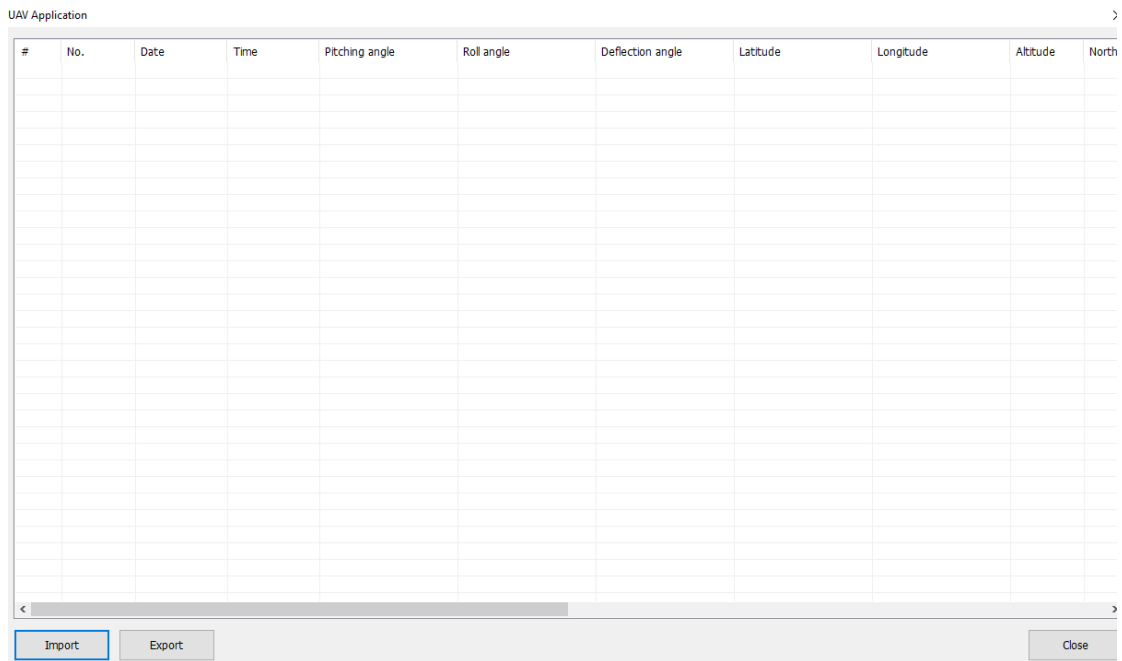 UAV Application
# No. Date Time Pitching angle Roll angle Deflection angle Latitude Longitude Altitude North
Import Export Close